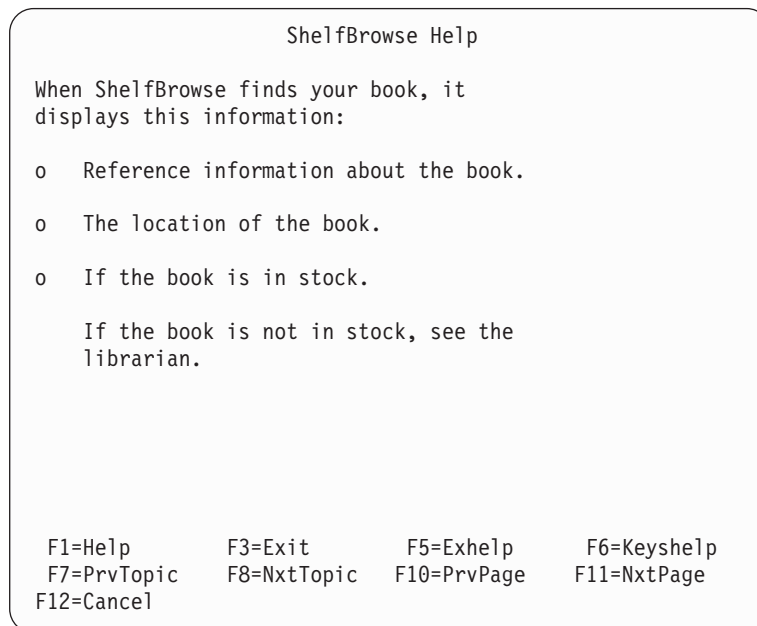 ShelfBrowse Help
When ShelfBrowse finds your book, it
displays this information:
o Reference information about the book.
o The location of the book.
o If the book is in stock.
If the book is not in stock, see the
librarian.
F1=Help F3=Exit F5=Exhelp F6=Keyshelp
F7=PrvTopic F8=NxtTopic F10=PrvPage F11=NxtPage
F12=Cancel